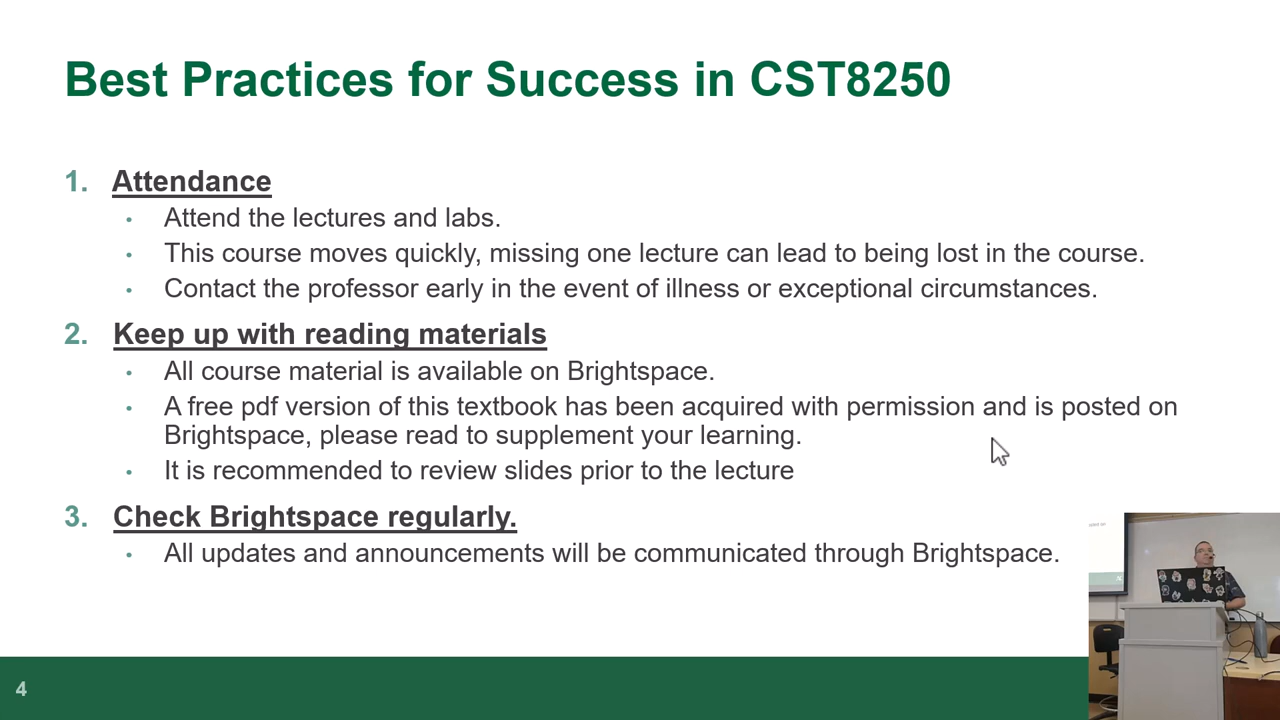 Best Practices for Success in CST8250
1. Attendance
• Attend the lectures and labs.
• This course moves quickly, missing one lecture can lead to being lost in the course.
• Contact the professor early in the event of illness or exceptional circumstances.
2. Keep up with reading materials
• All course material is available on Brightspace.
• A free pdf version of this textbook has been acquired with permission and is posted on
Brightspace, please read to supplement your learning.
• It is recommended to review slides prior to the lecture
3. Check Brightspace regularly.
• All updates and announcements will be communicated through Brightspace.
4